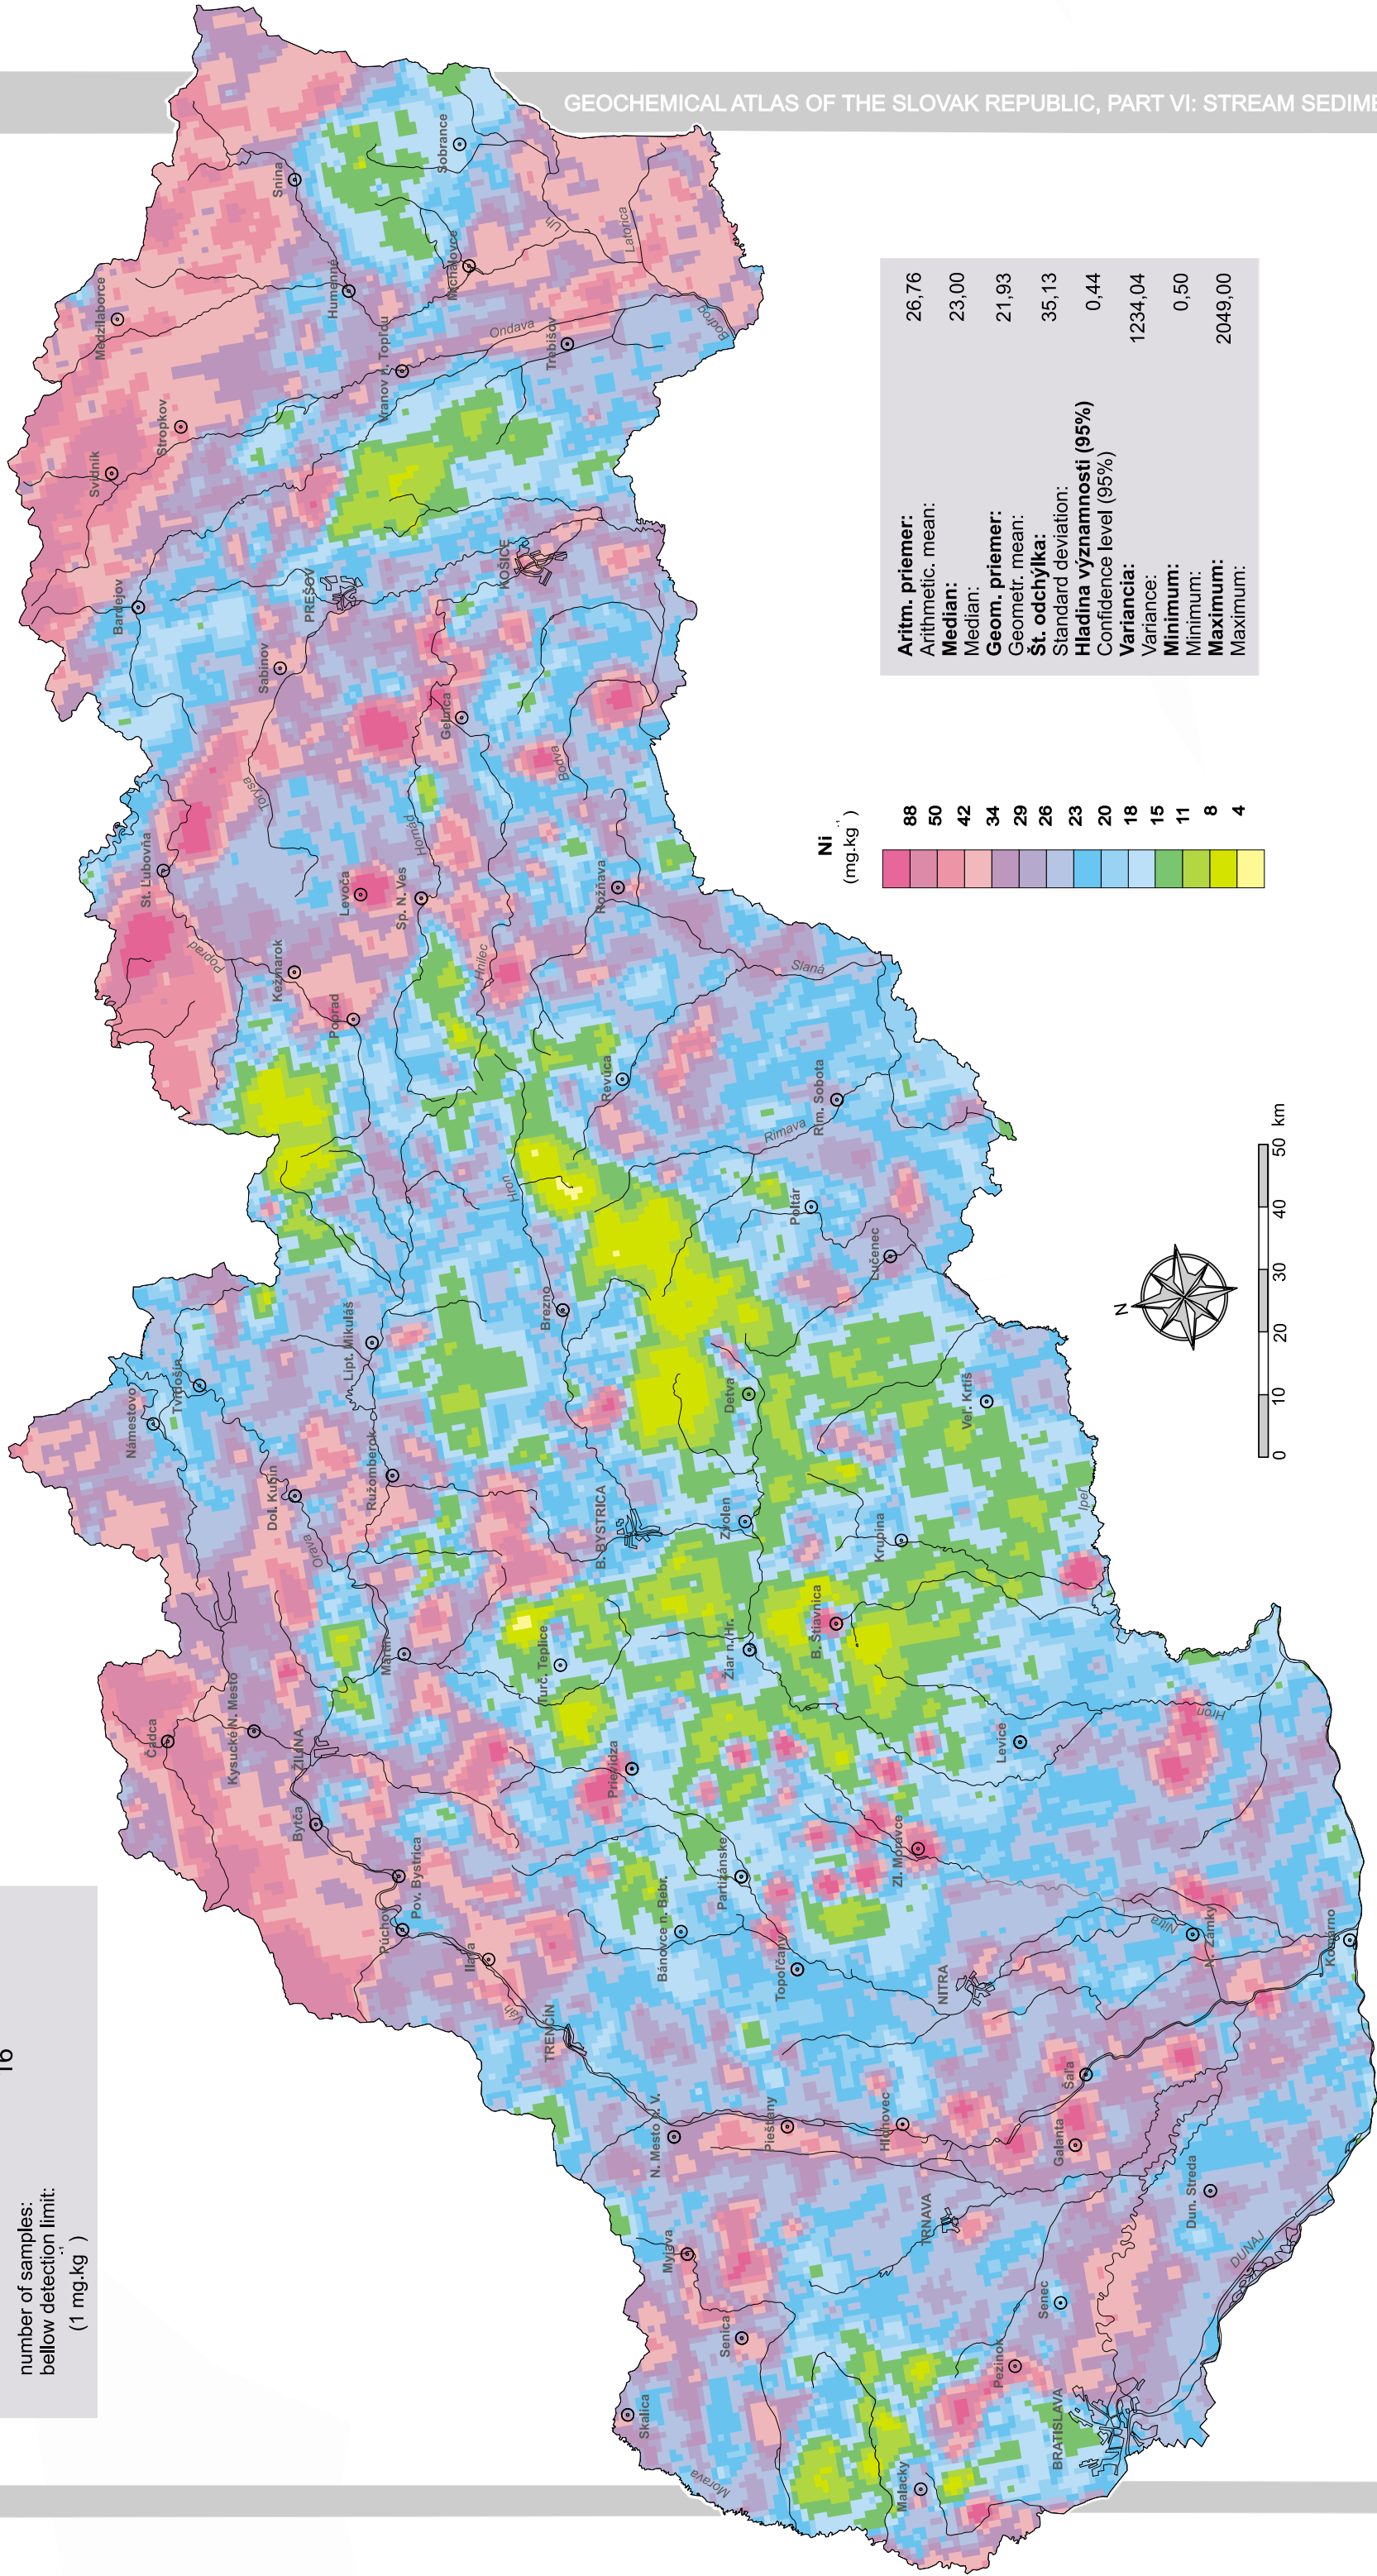 GEOCHEMICAL ATLAS OF THE SLOVAK REPUBLIC, PART VI: STREAM SEDIME
number of samples:
bellow detection limit:
16
(1 mg.kg⁻¹)
Skalica
Senica
Myjava
Malacky
Morava
Pezinok
BRATISLAVA
Senec
TRNAVA
Dun. Streda
DUNAJ
Galanta
Šaľa
Hlohovec
Piešťany
N. Mesto n. V.
TRENČÍN
Váh
Ilava
Púchov
Pov. Bystrica
Bytča
ŽILINA
Kysucké N. Mesto
Čadca
Bánovce n. Bebr.
Topoľčany
Partizánske
Prievidza
NITRA
Nitra
N. Zámky
Komárno
Zl. Moravce
Levice
Hron
Martin
Turč. Teplice
Žiar n. Hr.
B. Štiavnica
Krupina
Zvolen
B. BYSTRICA
Ipeľ
Orava
Dol. Kubín
Ružomberok
Námestovo
Tvrdošín
Lipt. Mikuláš
Brezno
Hron
Detva
Veľ. Krtíš
Lučenec
Poltár
Rimava
Rim. Sobota
Revúca
Slaná
Rožňava
Poprad
Kežmarok
Poprad
St. Ľubovňa
Levoča
Sp. N. Ves
Hnilec
Hornád
Torysa
Gelnica
Bodva
Sabinov
PREŠOV
KOŠICE
Bardejov
Svidník
Stropkov
Medzilaborce
Humenné
Snina
Vranov n. Topľou
Ondava
Trebišov
Michalovce
Sobrance
Uh
Latorica
Bodrog
Aritm. priemer:
Arithmetic. mean: 26,76
Median:
Median: 23,00
Geom. priemer:
Geometr. mean: 21,93
Št. odchylka:
Standard deviation: 35,13
Hladina významnosti (95%)
Confidence level (95%) 0,44
Variancia:
Variance: 1234,04
Minimum:
Minimum: 0,50
Maximum:
Maximum: 2049,00
Ni
(mg.kg⁻¹)
88
50
42
34
29
26
23
20
18
15
11
8
4
N
0 10 20 30 40 50 km